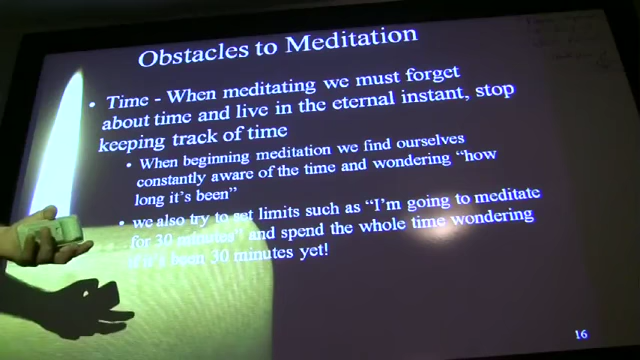 Obstacles to Meditation
• Time - When meditating we must forget
about time and live in the eternal instant, stop
keeping track of time
• When beginning meditation we find ourselves
constantly aware of the time and wondering “how
long it’s been”
• we also try to set limits such as “I’m going to meditate
for 30 minutes” and spend the whole time wondering
if it’s been 30 minutes yet!
16